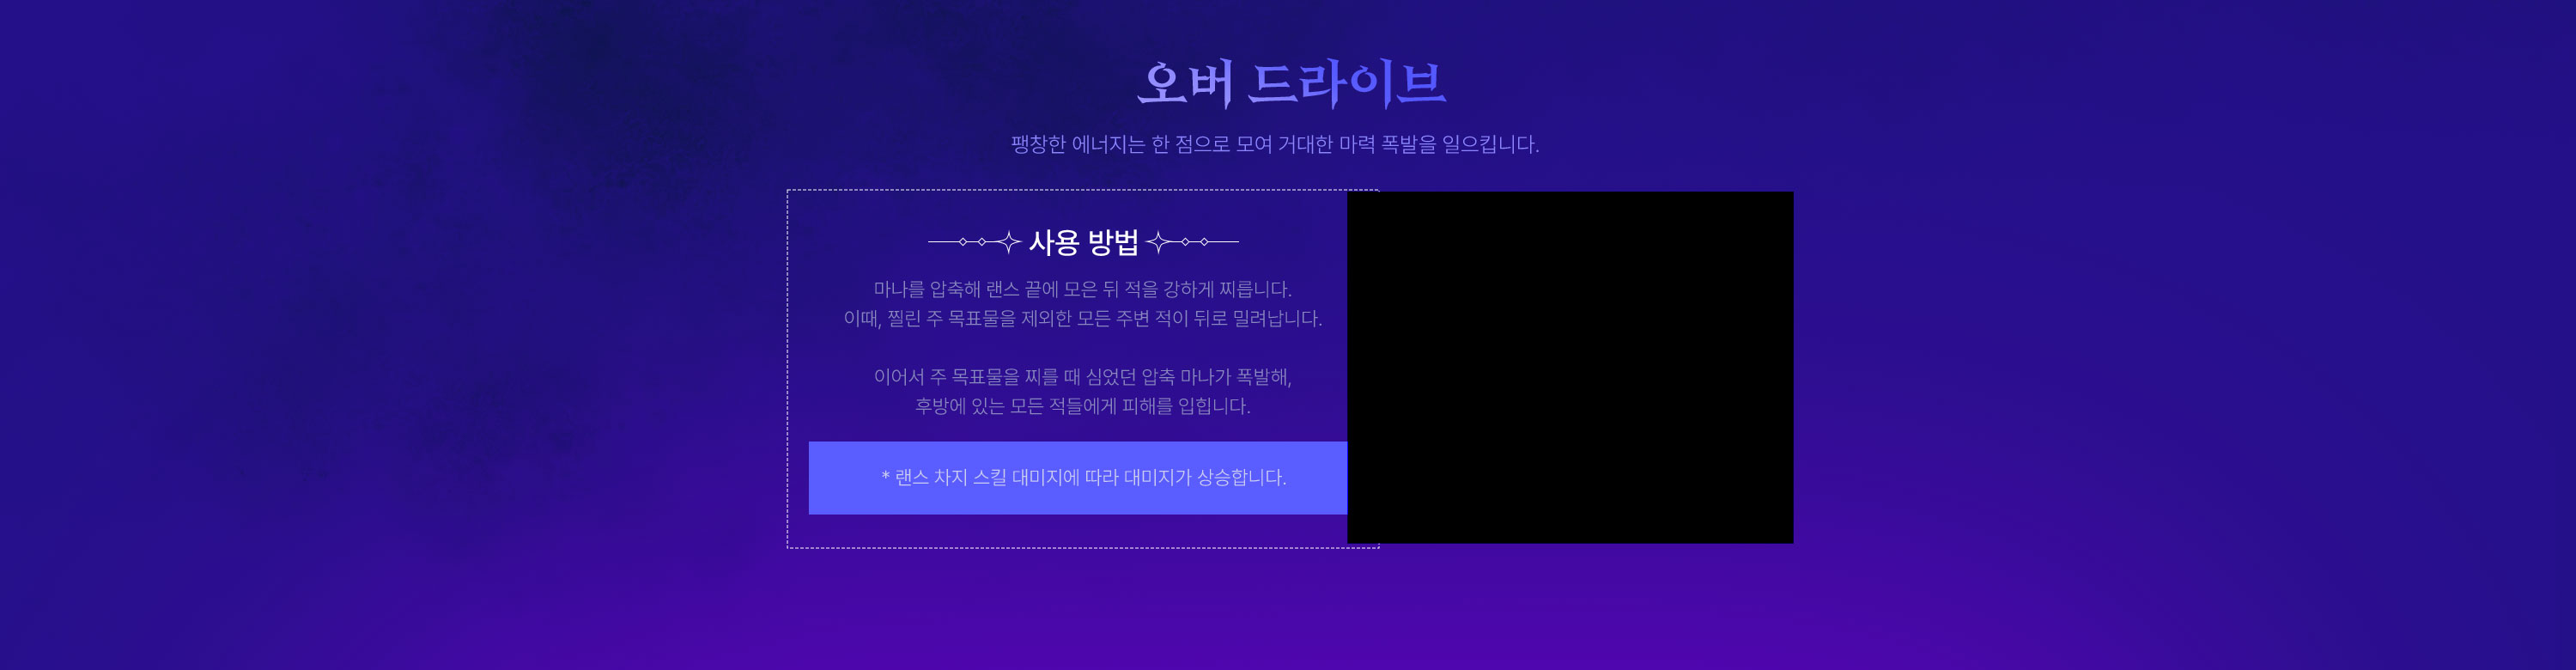 오버 드라이브
팽창한 에너지는 한 점으로 모여 거대한 마력 폭발을 일으킵니다.
사용 방법
마나를 압축해 랜스 끝에 모은 뒤 적을 강하게 찌릅니다.
이때, 찔린 주 목표물을 제외한 모든 주변 적이 뒤로 밀려납니다.
이어서 주 목표물을 찌를 때 심었던 압축 마나가 폭발해,
후방에 있는 모든 적들에게 피해를 입힙니다.
* 랜스 차지 스킬 대미지에 따라 대미지가 상승합니다.